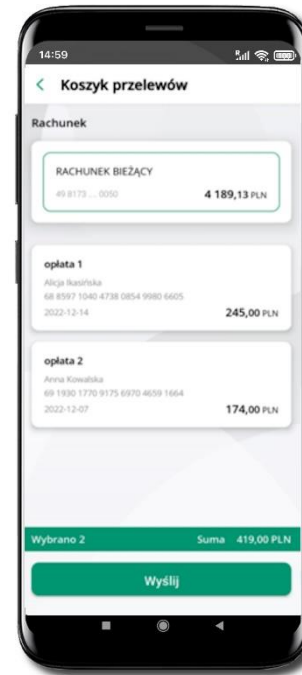 14:59
Koszyk przelewów
Rachunek
RACHUNEK BIEŻĄCY
49 8173 ... 0050 4 189,13 PLN
opłata 1
Alicja Ikasińska
68 8597 1040 4738 0854 9980 6605
2022-12-14 245,00 PLN
opłata 2
Anna Kowalska
69 1930 1770 9175 6970 4659 1664
2022-12-07 174,00 PLN
Wybrano 2 Suma 419,00 PLN
Wyślij